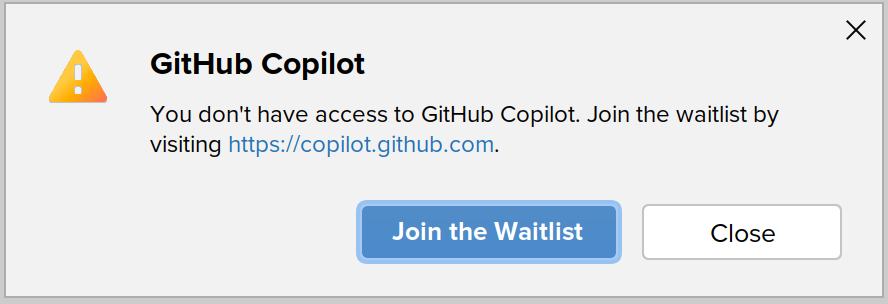 GitHub Copilot
You don't have access to GitHub Copilot. Join the waitlist by
visiting https://copilot.github.com.
Join the Waitlist
Close